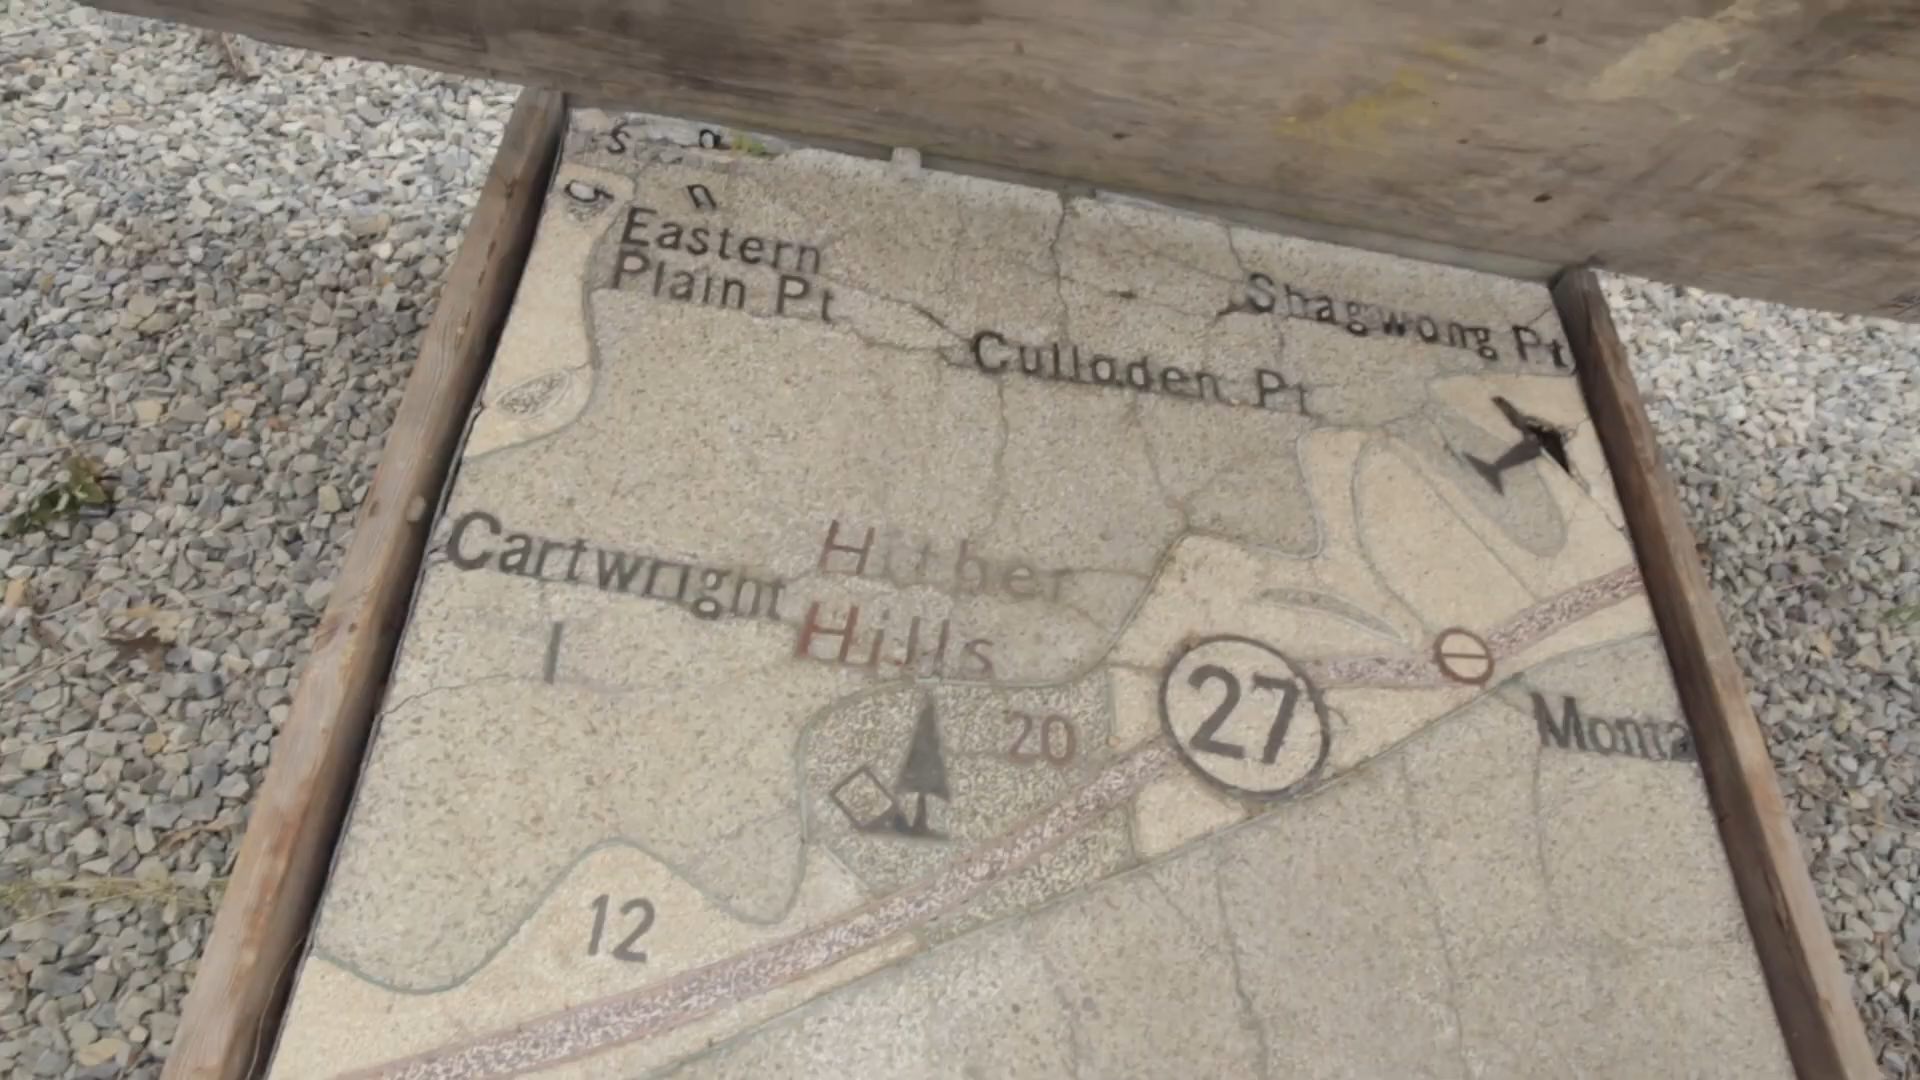 s a
g n
Eastern
Plain Pt
Shagwong Pt
Culloden Pt
Cartwright
I
Hither
Hills
20
27
Monta
12